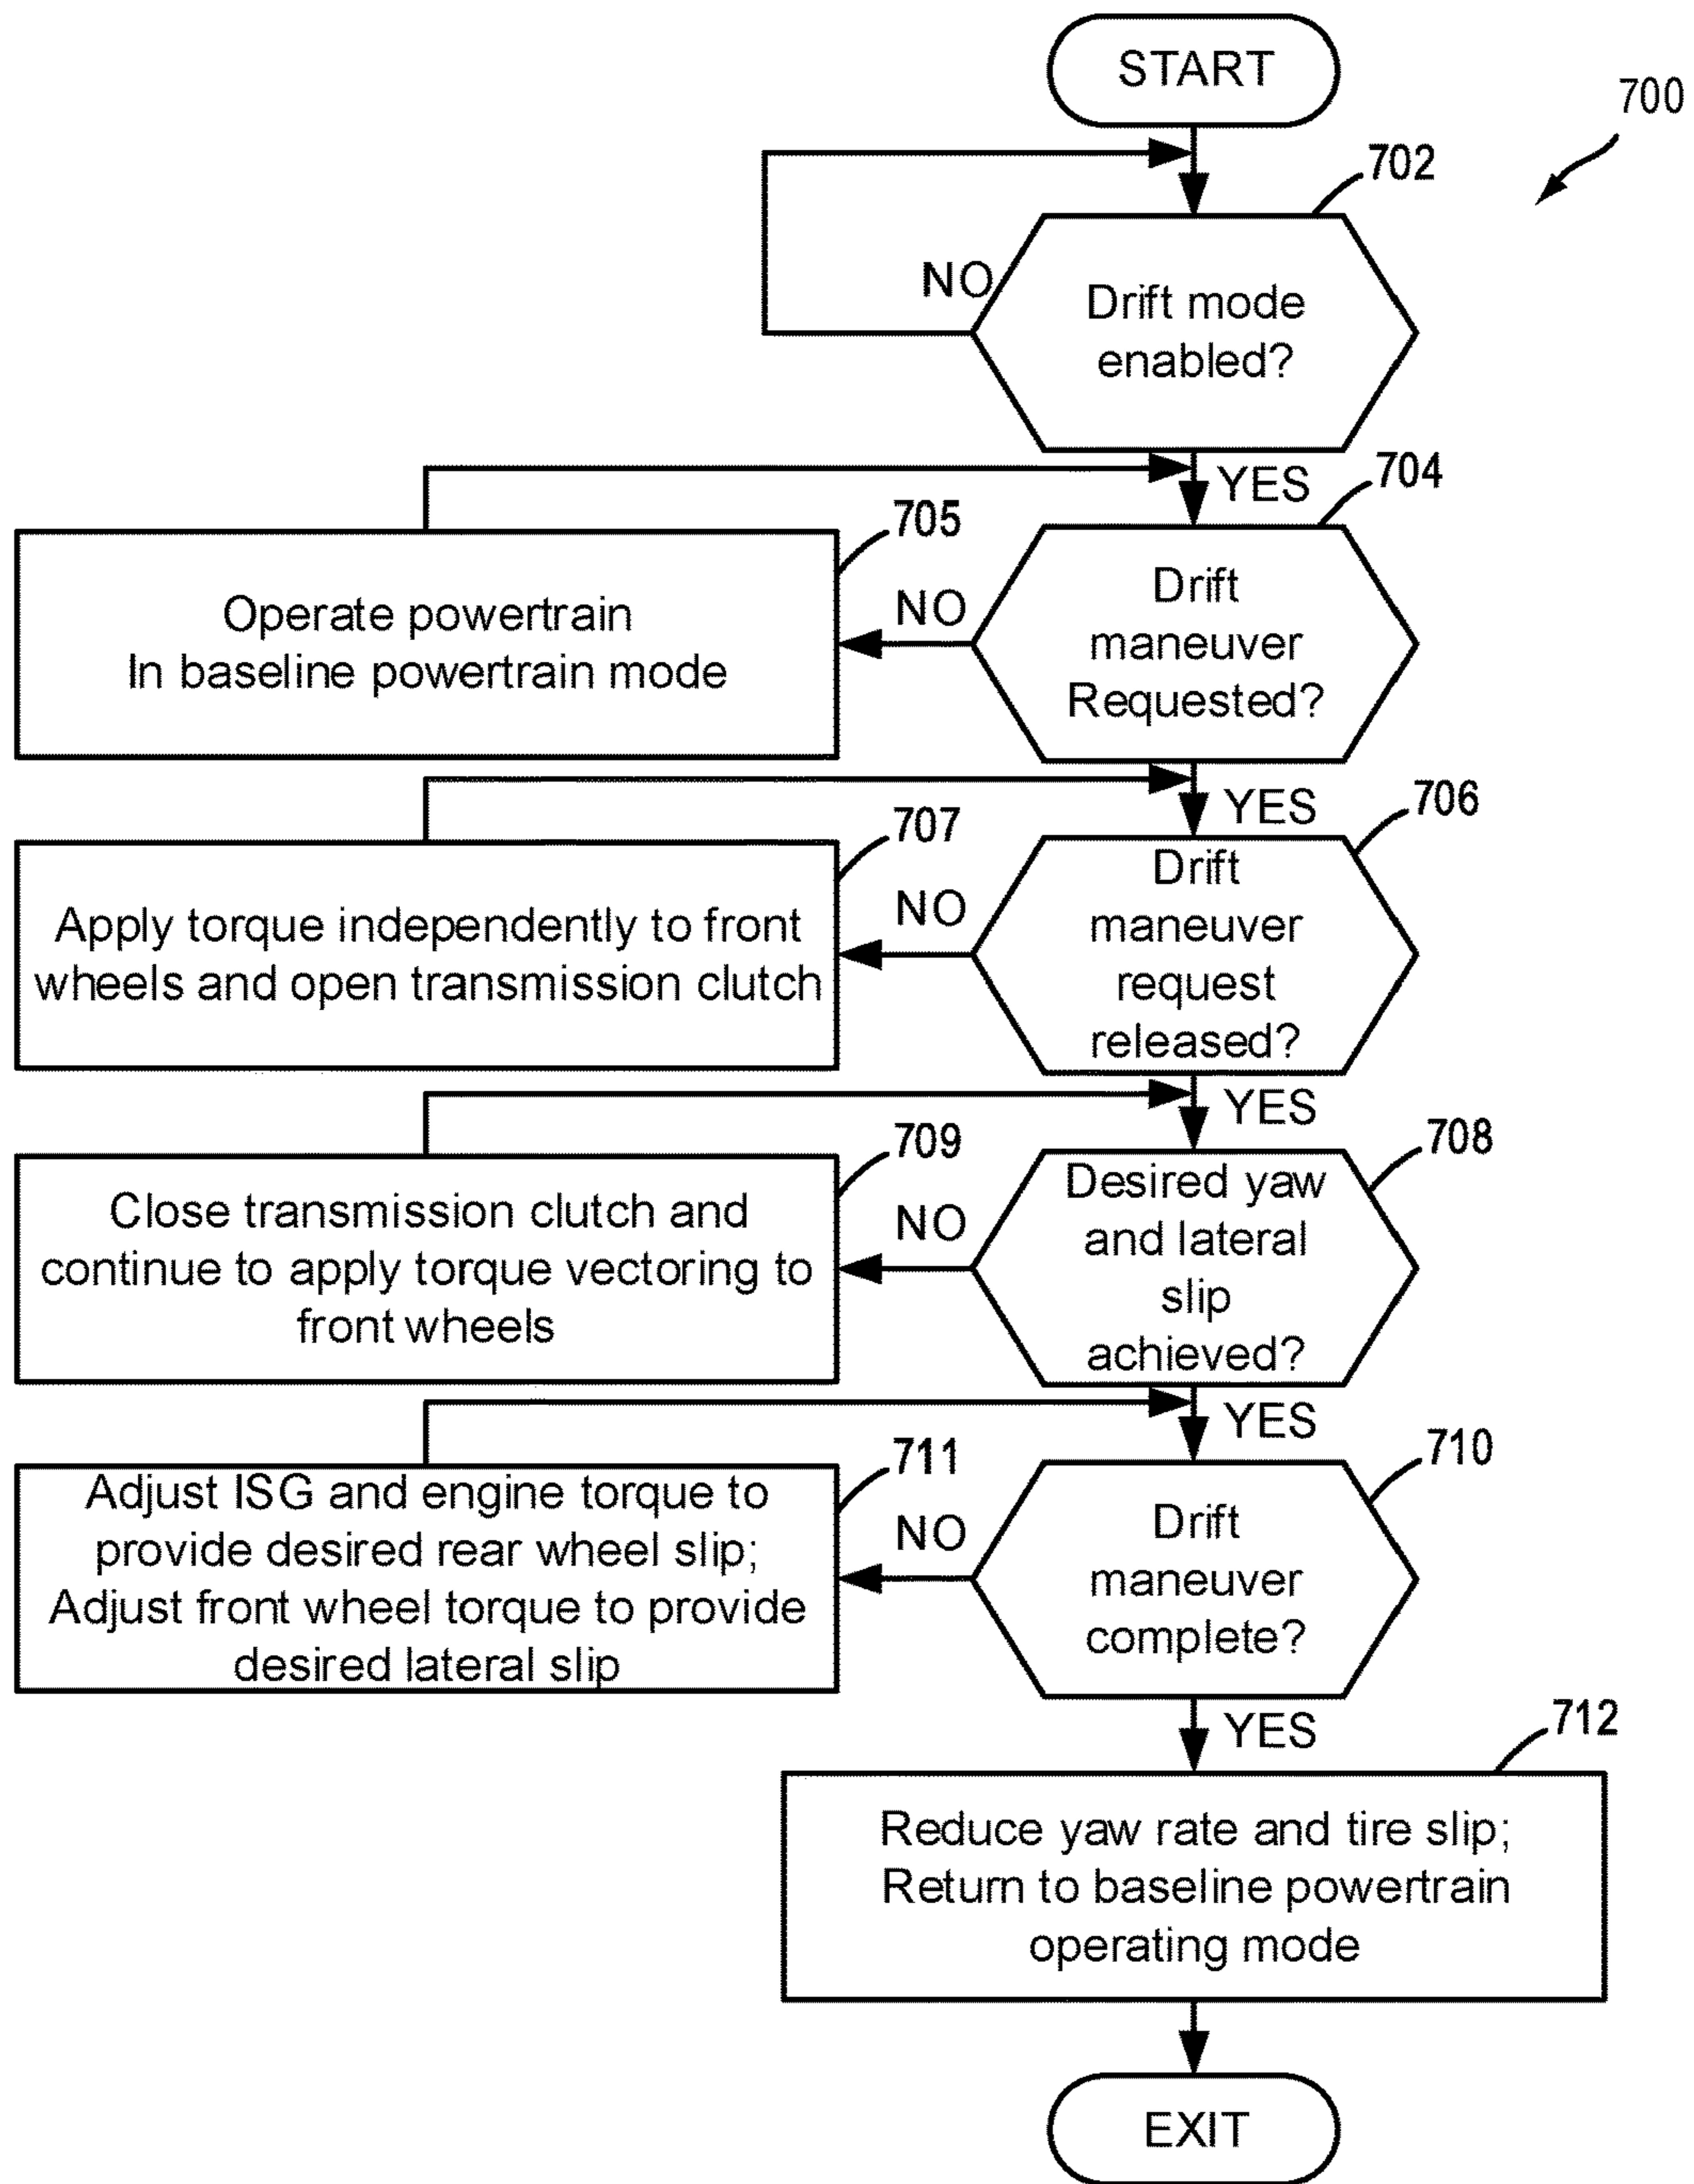 START
700
702
NO
Drift mode
enabled?
YES
704
705
Operate powertrain
In baseline powertrain mode
NO
Drift
maneuver
Requested?
YES
706
707
Apply torque independently to front
wheels and open transmission clutch
NO
Drift
maneuver
request
released?
YES
708
709
Close transmission clutch and
continue to apply torque vectoring to
front wheels
NO
Desired yaw
and lateral
slip
achieved?
YES
710
711
Adjust ISG and engine torque to
provide desired rear wheel slip;
Adjust front wheel torque to provide
desired lateral slip
NO
Drift
maneuver
complete?
YES
712
Reduce yaw rate and tire slip;
Return to baseline powertrain
operating mode
EXIT